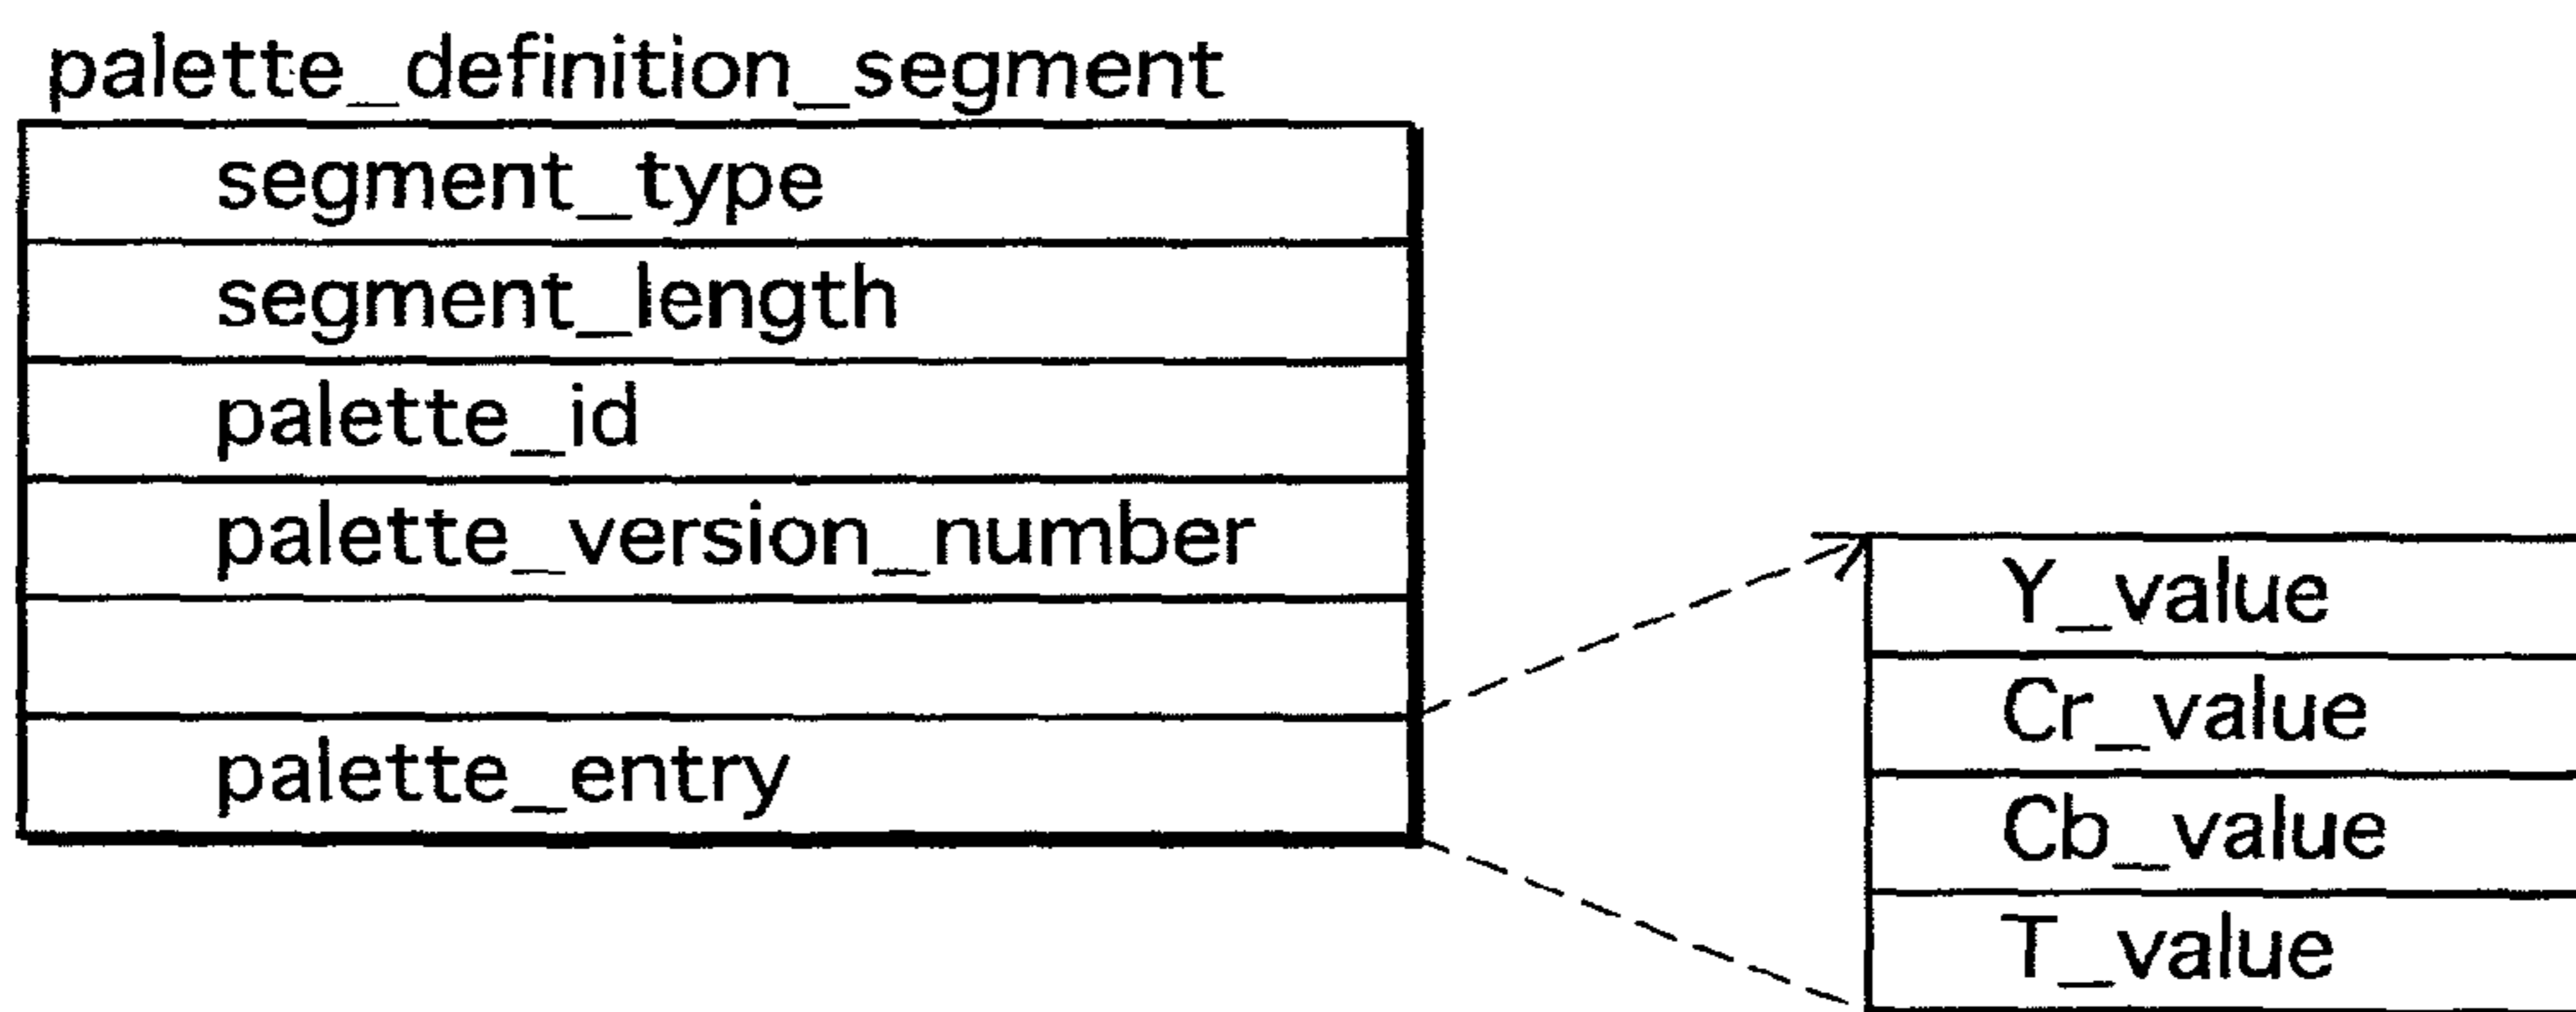 palette_definition_segment
segment_type
segment_length
palette_id
palette_version_number
palette_entry
Y_value
Cr_value
Cb_value
T_value